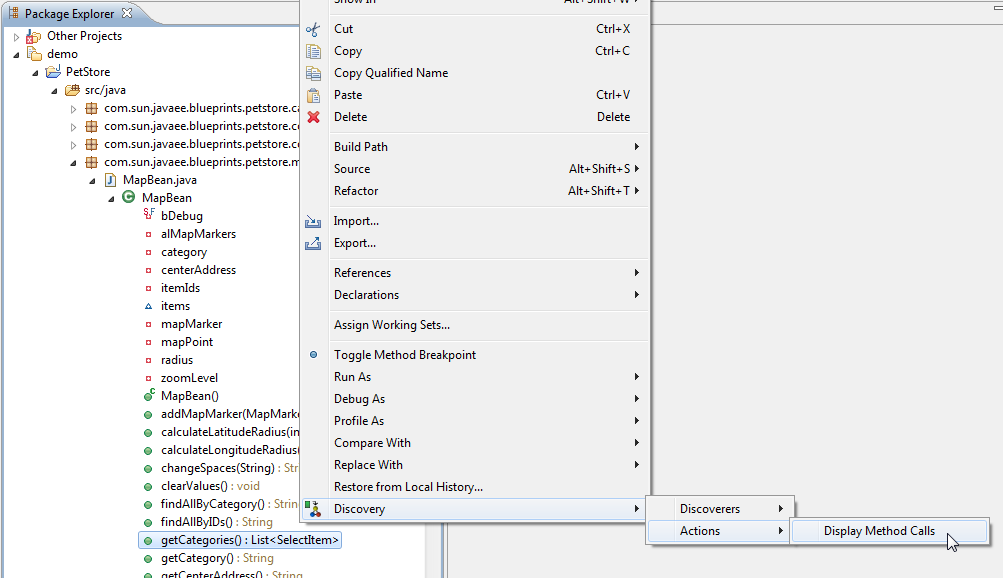 Package Explorer
Other Projects
demo
PetStore
src/java
com.sun.javaee.blueprints.petstore.ca
com.sun.javaee.blueprints.petstore.c
com.sun.javaee.blueprints.petstore.c
com.sun.javaee.blueprints.petstore.m
MapBean.java
MapBean
bDebug
alMapMarkers
category
centerAddress
itemIds
items
mapMarker
mapPoint
radius
zoomLevel
MapBean()
addMapMarker(MapMark
calculateLatitudeRadius(in
calculateLongitudeRadius(
changeSpaces(String) : Str
clearValues() : void
findAllByCategory() : Strin
findAllByIDs() : String
getCategories() : List<SelectItem>
getCategory() : String
getCenterAddress() : String
Show In Alt+Shift+W
Cut Ctrl+X
Copy Ctrl+C
Copy Qualified Name
Paste Ctrl+V
Delete Delete
Build Path
Source Alt+Shift+S
Refactor Alt+Shift+T
Import...
Export...
References
Declarations
Assign Working Sets...
Toggle Method Breakpoint
Run As
Debug As
Profile As
Compare With
Replace With
Restore from Local History...
Discovery
Discoverers
Actions
Display Method Calls